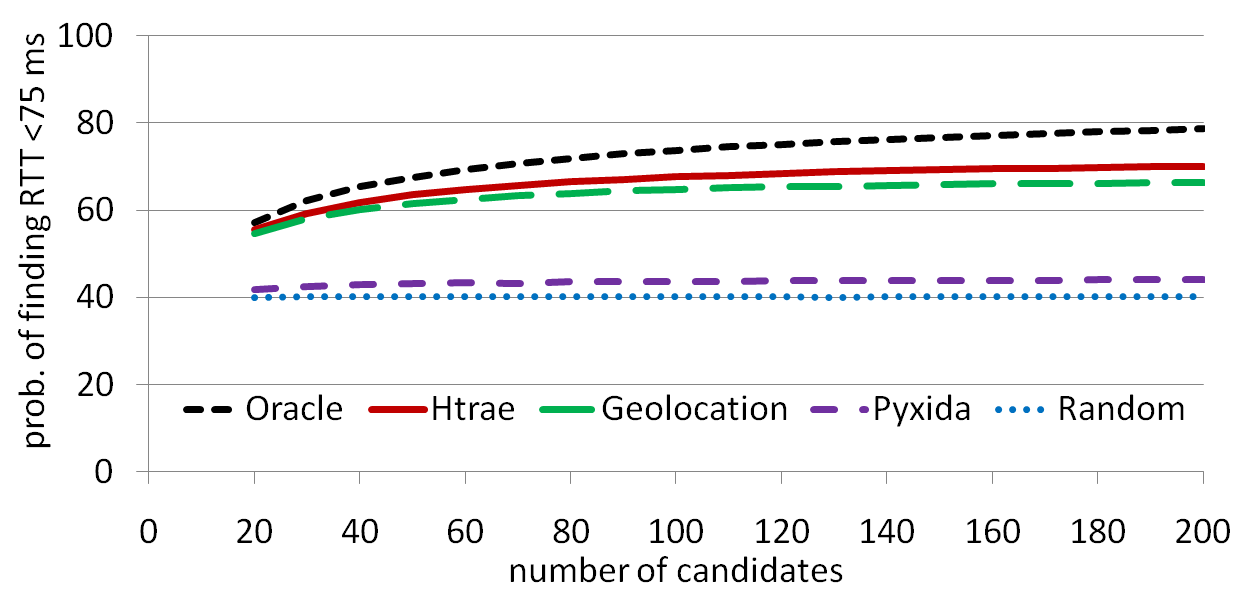 prob. of finding RTT <75 ms
100
80
60
40
20
0
Oracle Htrae Geolocation Pyxida Random
0 20 40 60 80 100 120 140 160 180 200
number of candidates